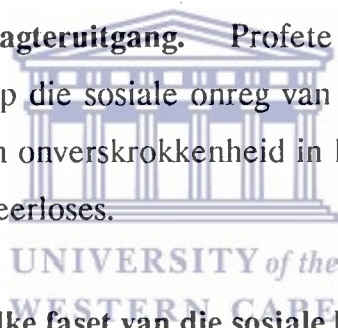 agteruitgang. Profete
p die sosiale onreg van
n onverskrokkenheid in
eerloses.
UNIVERSITY of the
WESTERN CAPE
lke faset van die sosiale